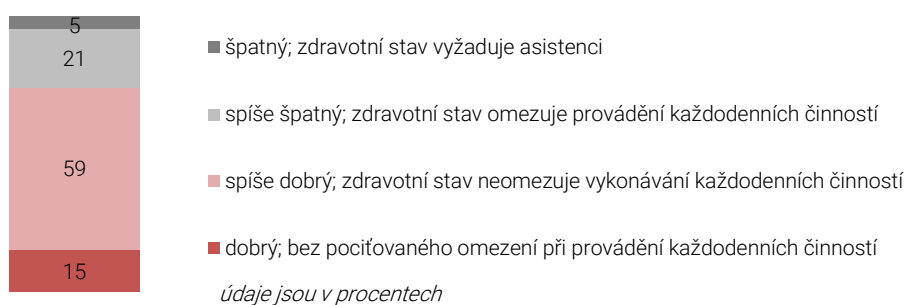 5
špatný; zdravotní stav vyžaduje asistenci
21
spíše špatný; zdravotní stav omezuje provádění každodenních činností
59
spíše dobrý; zdravotní stav neomezuje vykonávání každodenních činností
15
dobrý; bez pociťovaného omezení při provádění každodenních činností
údaje jsou v procentech